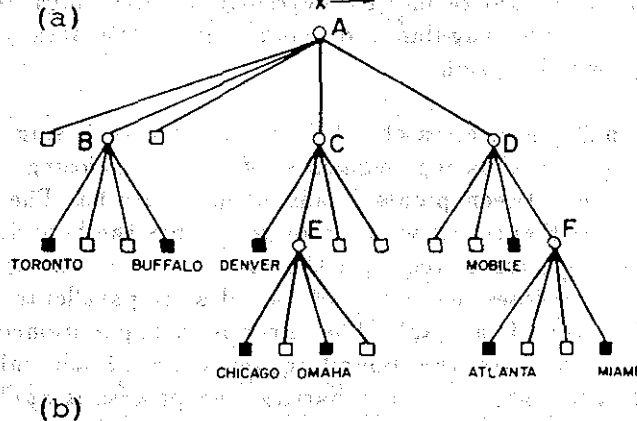 x
(a)
A
B
C
D
TORONTO
BUFFALO
DENVER
E
MOBILE
F
CHICAGO
OMAHA
ATLANTA
MIAMI
(b)